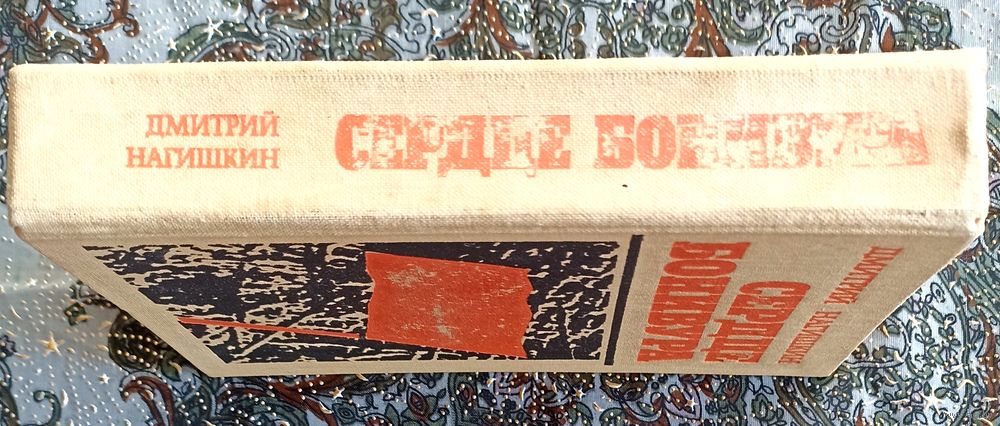 ДМИТРИЙ
НАГИШКИН
СЕРДЦЕ БОНИВУРА
ДМИТРИЙ НАГИШКИН
СЕРДЦЕ
БОНИВУРА